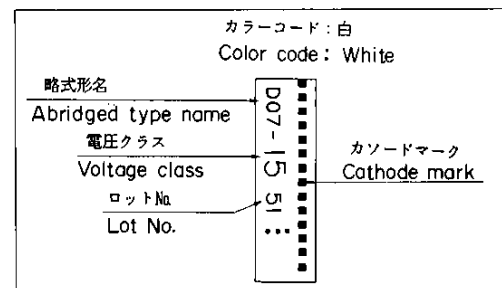 カラーコード：白
Color code： White
略式形名
Abridged type name
電圧クラス
Voltage class
ロットNo.
Lot No.
D07-15 51
カソードマーク
Cathode mark